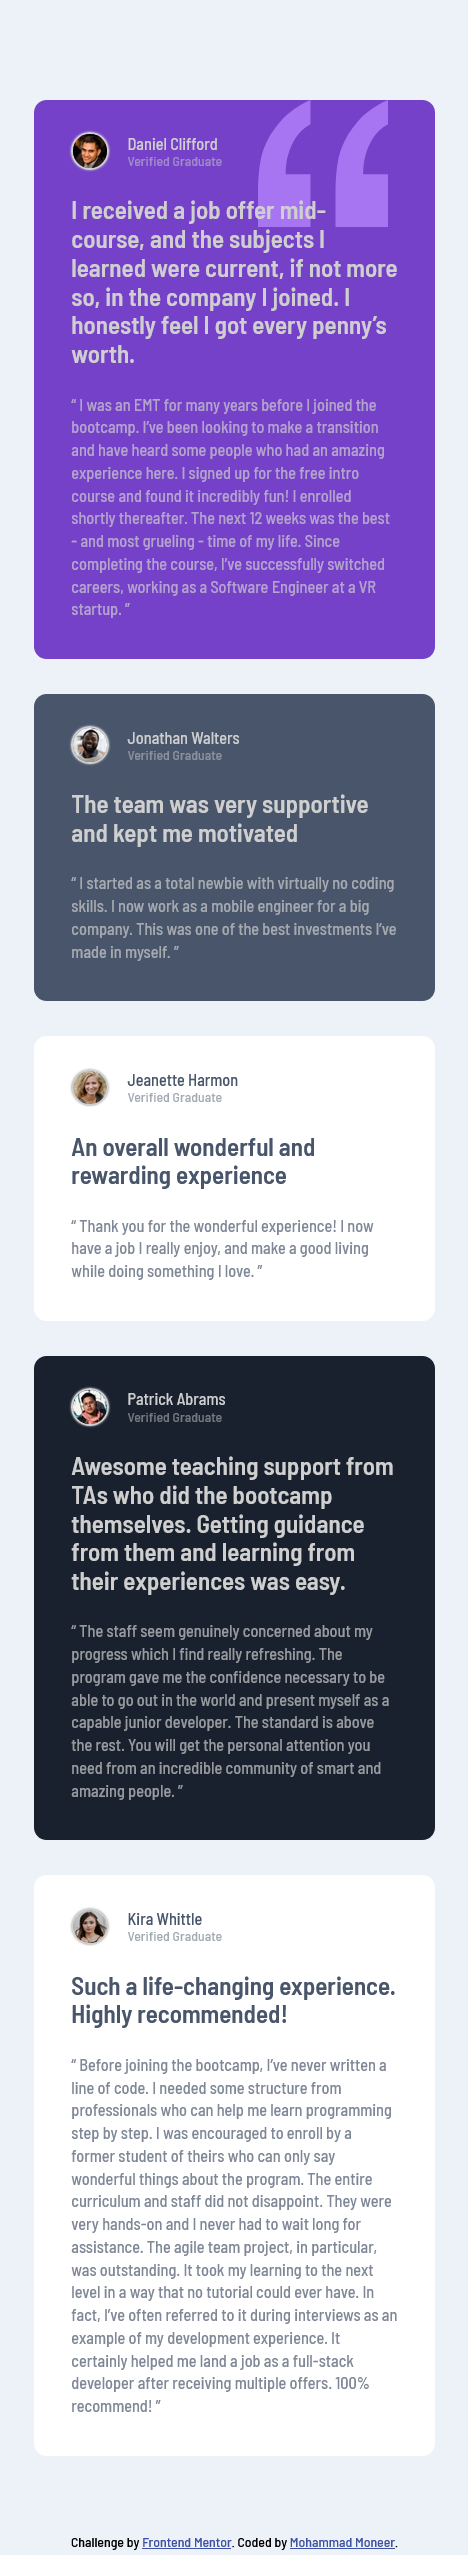 Daniel Clifford
Verified Graduate
I received a job offer mid-
course, and the subjects I
learned were current, if not more
so, in the company I joined. I
honestly feel I got every penny’s
worth.
“ I was an EMT for many years before I joined the
bootcamp. I’ve been looking to make a transition
and have heard some people who had an amazing
experience here. I signed up for the free intro
course and found it incredibly fun! I enrolled
shortly thereafter. The next 12 weeks was the best
- and most grueling - time of my life. Since
completing the course, I’ve successfully switched
careers, working as a Software Engineer at a VR
startup. ”
Jonathan Walters
Verified Graduate
The team was very supportive
and kept me motivated
“ I started as a total newbie with virtually no coding
skills. I now work as a mobile engineer for a big
company. This was one of the best investments I’ve
made in myself. ”
Jeanette Harmon
Verified Graduate
An overall wonderful and
rewarding experience
“ Thank you for the wonderful experience! I now
have a job I really enjoy, and make a good living
while doing something I love. ”
Patrick Abrams
Verified Graduate
Awesome teaching support from
TAs who did the bootcamp
themselves. Getting guidance
from them and learning from
their experiences was easy.
“ The staff seem genuinely concerned about my
progress which I find really refreshing. The
program gave me the confidence necessary to be
able to go out in the world and present myself as a
capable junior developer. The standard is above
the rest. You will get the personal attention you
need from an incredible community of smart and
amazing people. ”
Kira Whittle
Verified Graduate
Such a life-changing experience.
Highly recommended!
“ Before joining the bootcamp, I’ve never written a
line of code. I needed some structure from
professionals who can help me learn programming
step by step. I was encouraged to enroll by a
former student of theirs who can only say
wonderful things about the program. The entire
curriculum and staff did not disappoint. They were
very hands-on and I never had to wait long for
assistance. The agile team project, in particular,
was outstanding. It took my learning to the next
level in a way that no tutorial could ever have. In
fact, I’ve often referred to it during interviews as an
example of my development experience. It
certainly helped me land a job as a full-stack
developer after receiving multiple offers. 100%
recommend! ”
Challenge by Frontend Mentor. Coded by Mohammad Moneer.